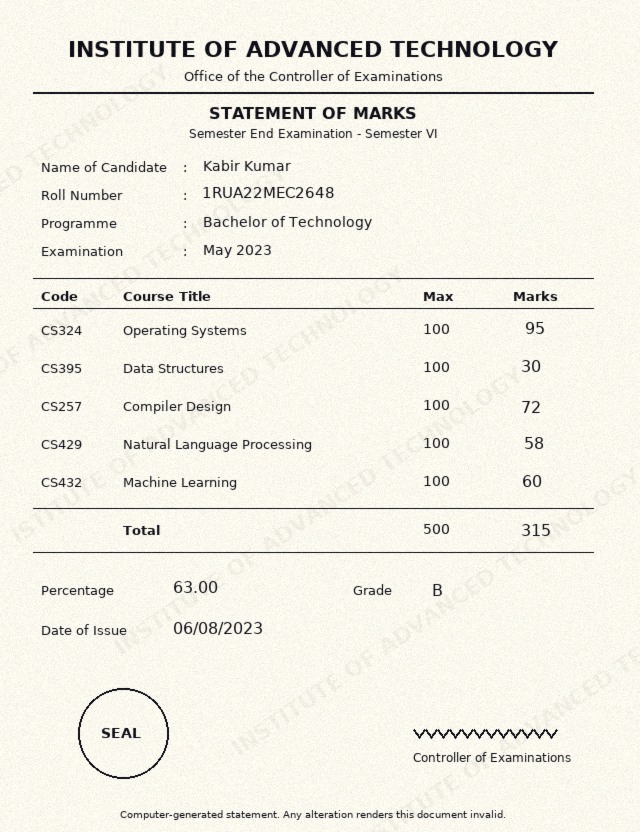 INSTITUTE OF ADVANCED TECHNOLOGY
Office of the Controller of Examinations
STATEMENT OF MARKS
Semester End Examination - Semester VI
Name of Candidate : Kabir Kumar
Roll Number : 1RUA22MEC2648
Programme : Bachelor of Technology
Examination : May 2023
Code Course Title Max Marks
CS324 Operating Systems 100 95
CS395 Data Structures 100 30
CS257 Compiler Design 100 72
CS429 Natural Language Processing 100 58
CS432 Machine Learning 100 60
Total 500 315
Percentage 63.00 Grade B
Date of Issue 06/08/2023
SEAL
Controller of Examinations
Computer-generated statement. Any alteration renders this document invalid.